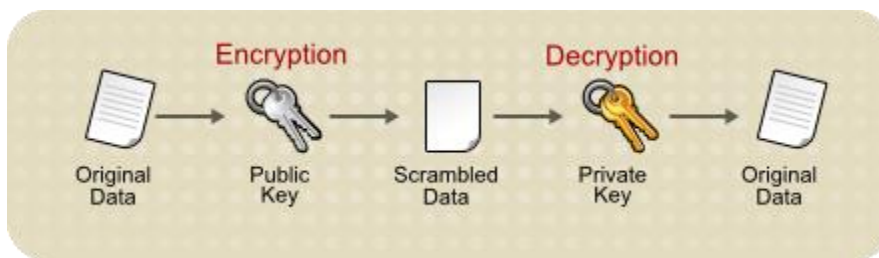 Encryption
Decryption
Original
Data
Public
Key
Scrambled
Data
Private
Key
Original
Data